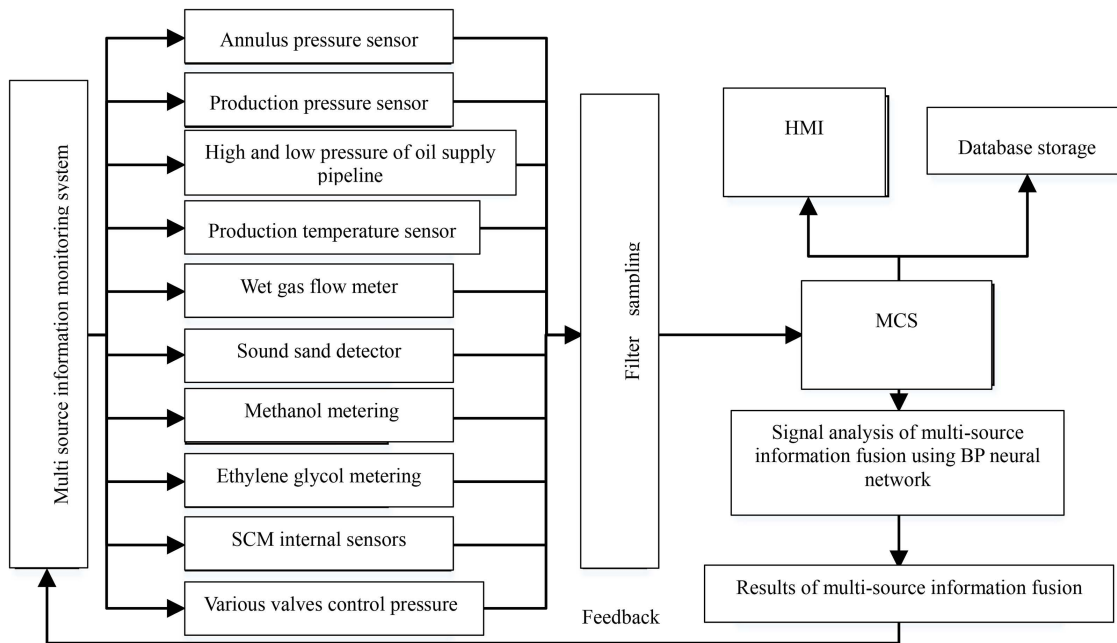 Multi source information monitoring system
Annulus pressure sensor
Production pressure sensor
High and low pressure of oil supply
pipeline
Production temperature sensor
Wet gas flow meter
Sound sand detector
Methanol metering
Ethylene glycol metering
SCM internal sensors
Various valves control pressure
Filter sampling
HMI
Database storage
MCS
Signal analysis of multi-source
information fusion using BP neural
network
Results of multi-source information fusion
Feedback